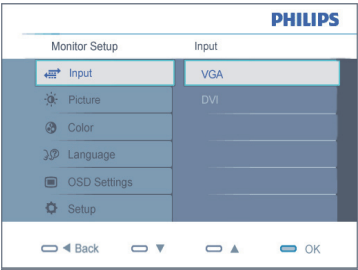 PHILIPS
Monitor Setup Input
Input VGA
Picture DVI
Color
Language
OSD Settings
Setup
◀ Back ▼ ▲ OK